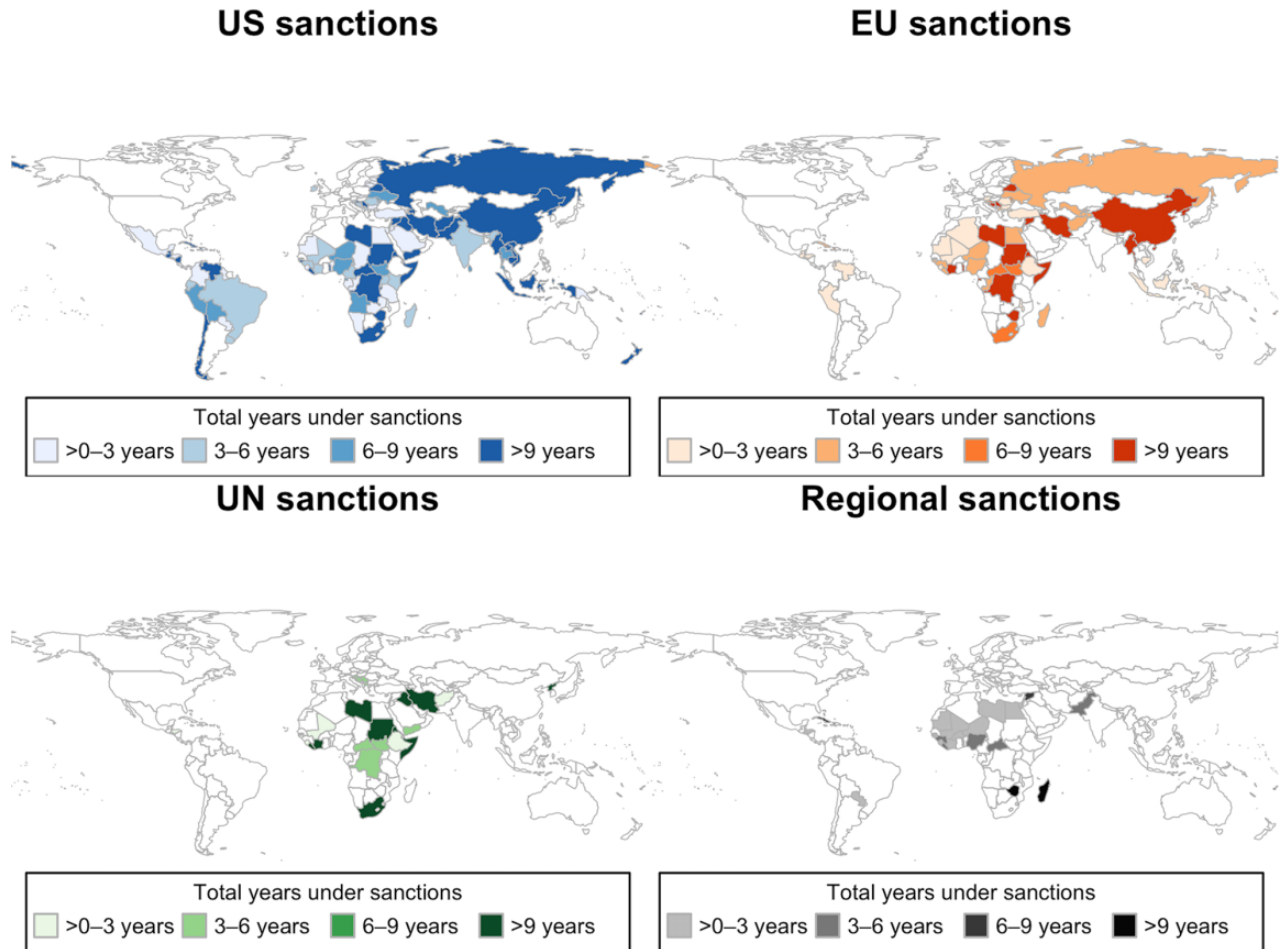 US sanctions
EU sanctions
Total years under sanctions
>0–3 years 3–6 years 6–9 years >9 years
Total years under sanctions
>0–3 years 3–6 years 6–9 years >9 years
UN sanctions
Regional sanctions
Total years under sanctions
>0–3 years 3–6 years 6–9 years >9 years
Total years under sanctions
>0–3 years 3–6 years 6–9 years >9 years